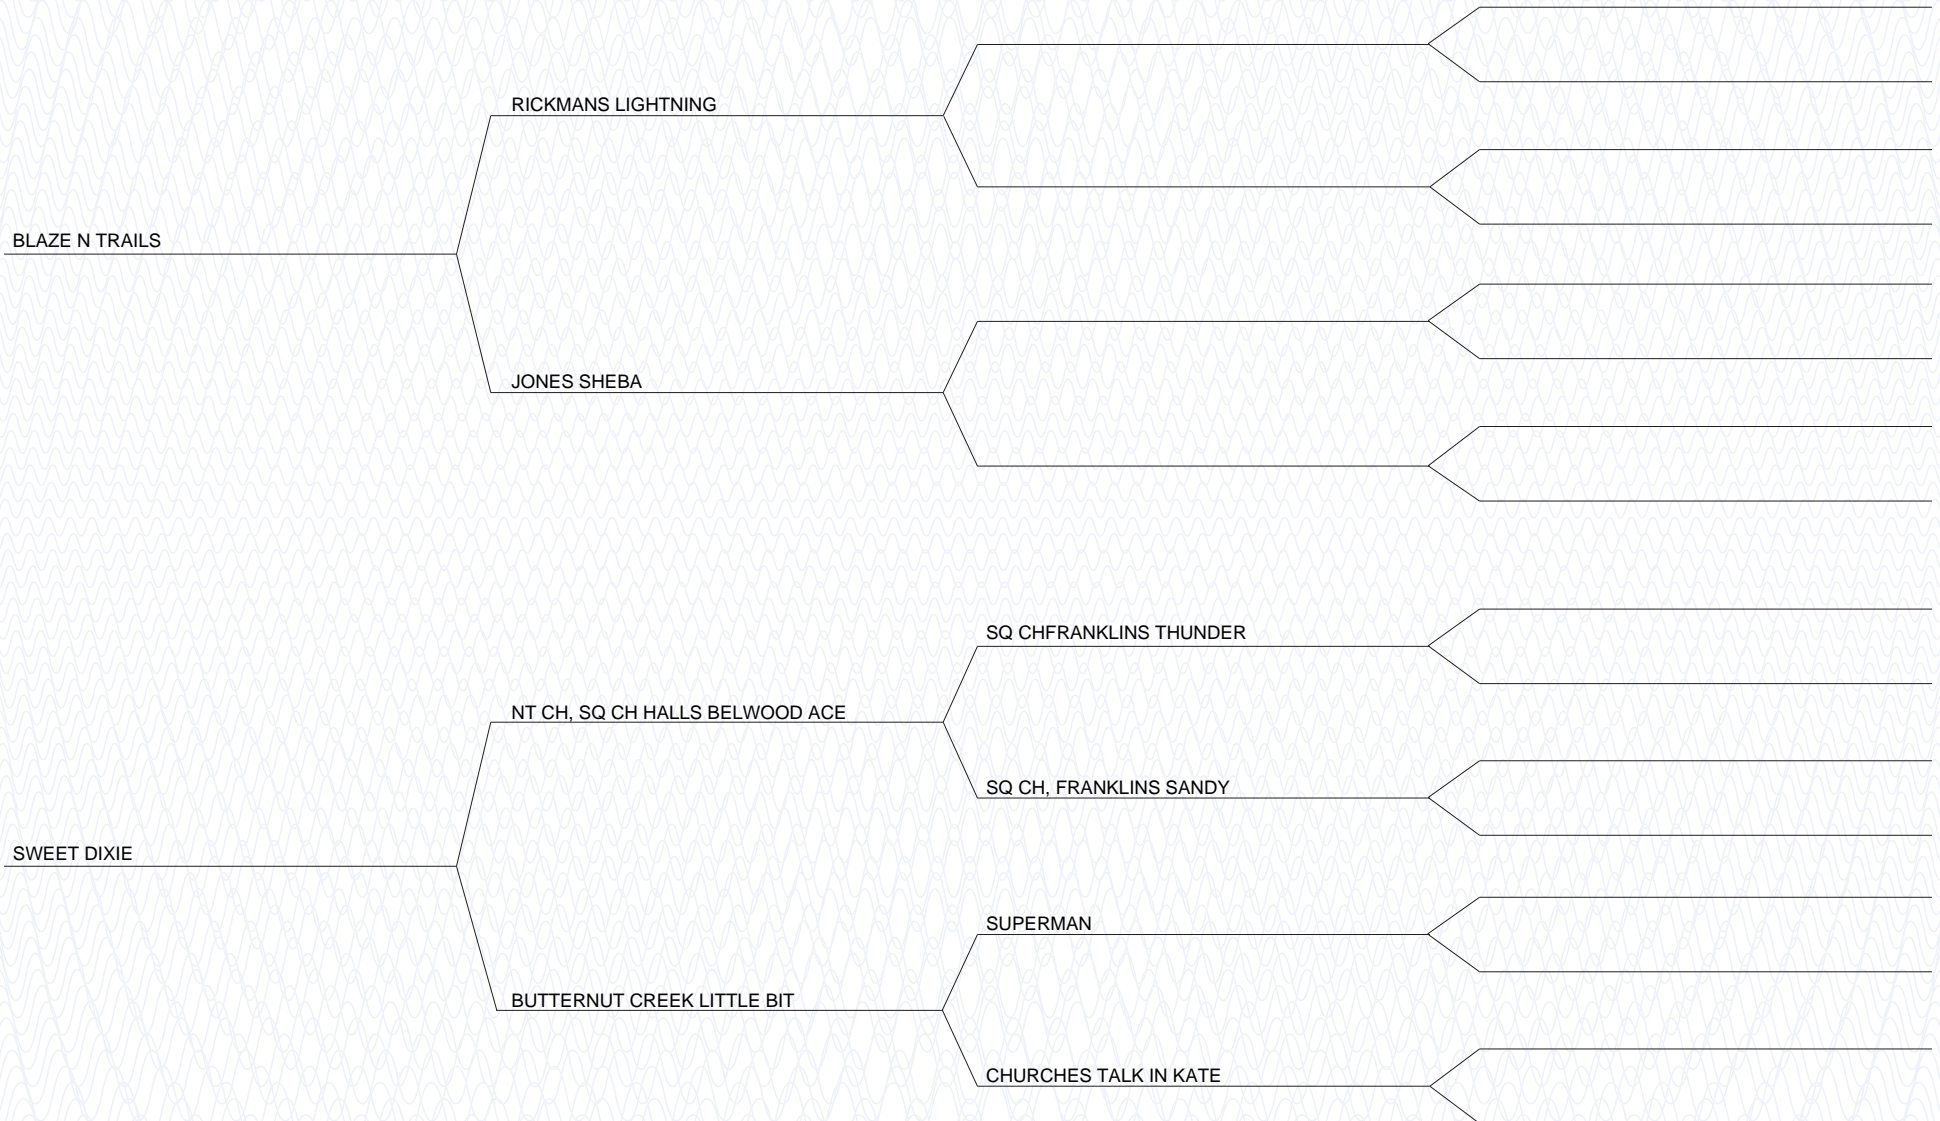 RICKMANS LIGHTNING
BLAZE N TRAILS
JONES SHEBA
SQ CHFRANKLINS THUNDER
NT CH, SQ CH HALLS BELWOOD ACE
SQ CH, FRANKLINS SANDY
SWEET DIXIE
SUPERMAN
BUTTERNUT CREEK LITTLE BIT
CHURCHES TALK IN KATE